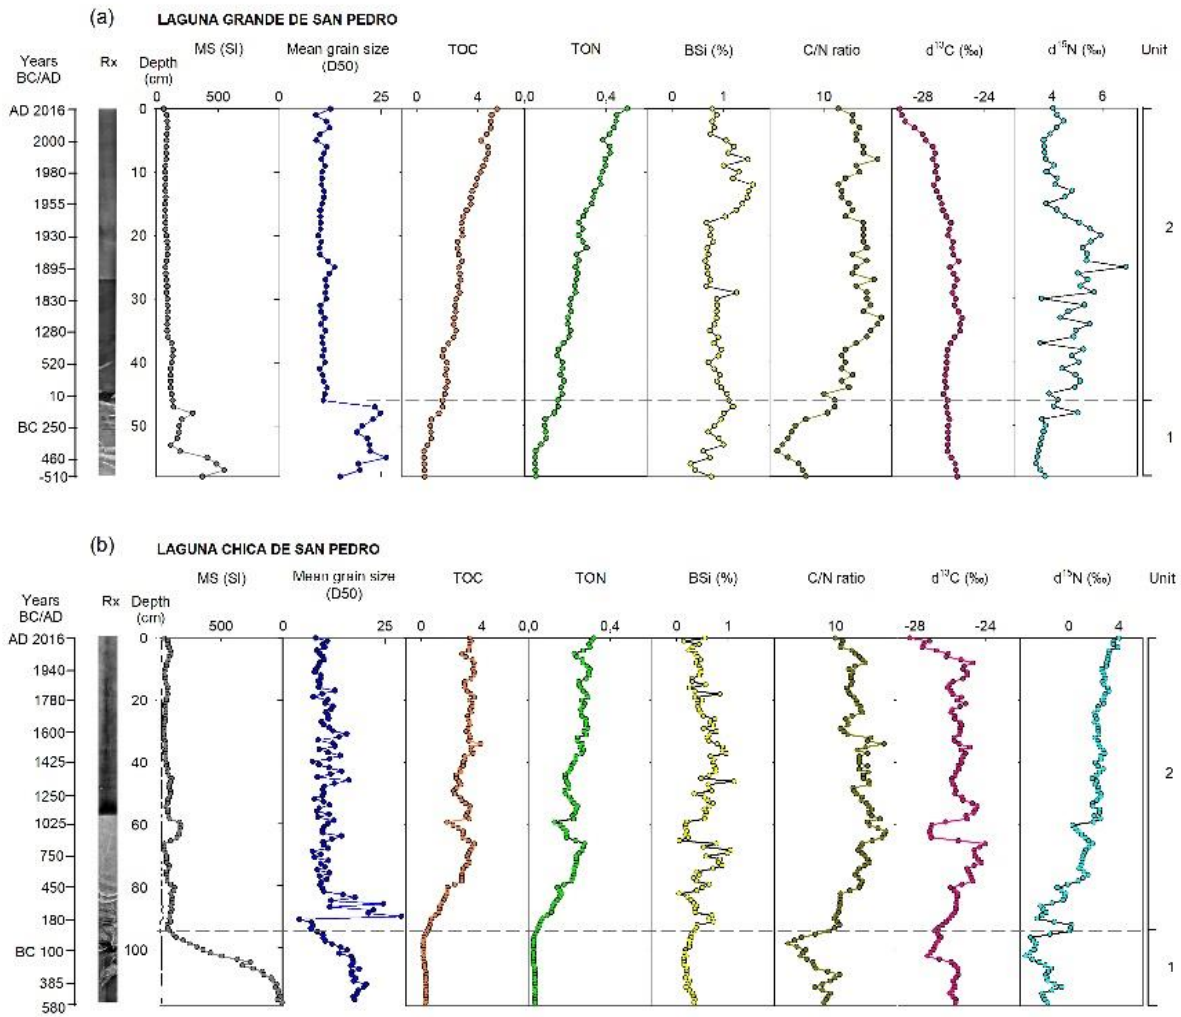 (a) LAGUNA GRANDE DE SAN PEDRO
MS (SI) Mean grain size TOC TON BSi (%) C/N ratio d¹³C (‰) d¹⁵N (‰) Unit
Years Rx Depth (D50)
BC/AD (cm)
0 500 0 25 0 4 0,0 0,4 0 1 10 -28 -24 4 6
AD 2016 0
2000
1980 10
1955
1930 20
2
1895
1830 30
1280
520 40
10
BC 250 50
1
460
-510
(b) LAGUNA CHICA DE SAN PEDRO
MS (SI) Mean grain size TOC TON BSi (%) C/N ratio d¹³C (‰) d¹⁵N (‰) Unit
Years Rx Depth (D50)
BC/AD (cm)
500 0 25 0 4 0,0 0,4 0 1 10 -28 -24 0 4
AD 2016 0
1940
1780 20
1600
1425 40
2
1250
1025 60
750
450 80
180
BC 100 100
1
385
580